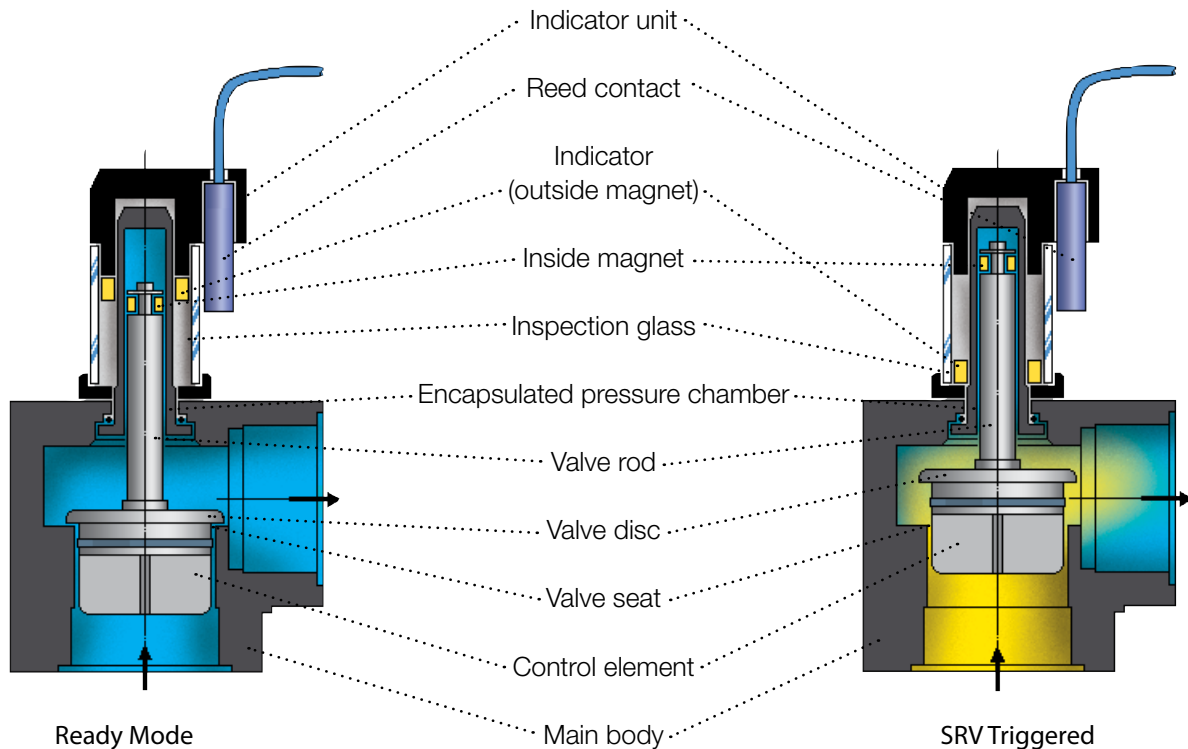 Indicator unit
Reed contact
Indicator
(outside magnet)
Inside magnet
Inspection glass
Encapsulated pressure chamber
Valve rod
Valve disc
Valve seat
Control element
Main body
Ready Mode
SRV Triggered